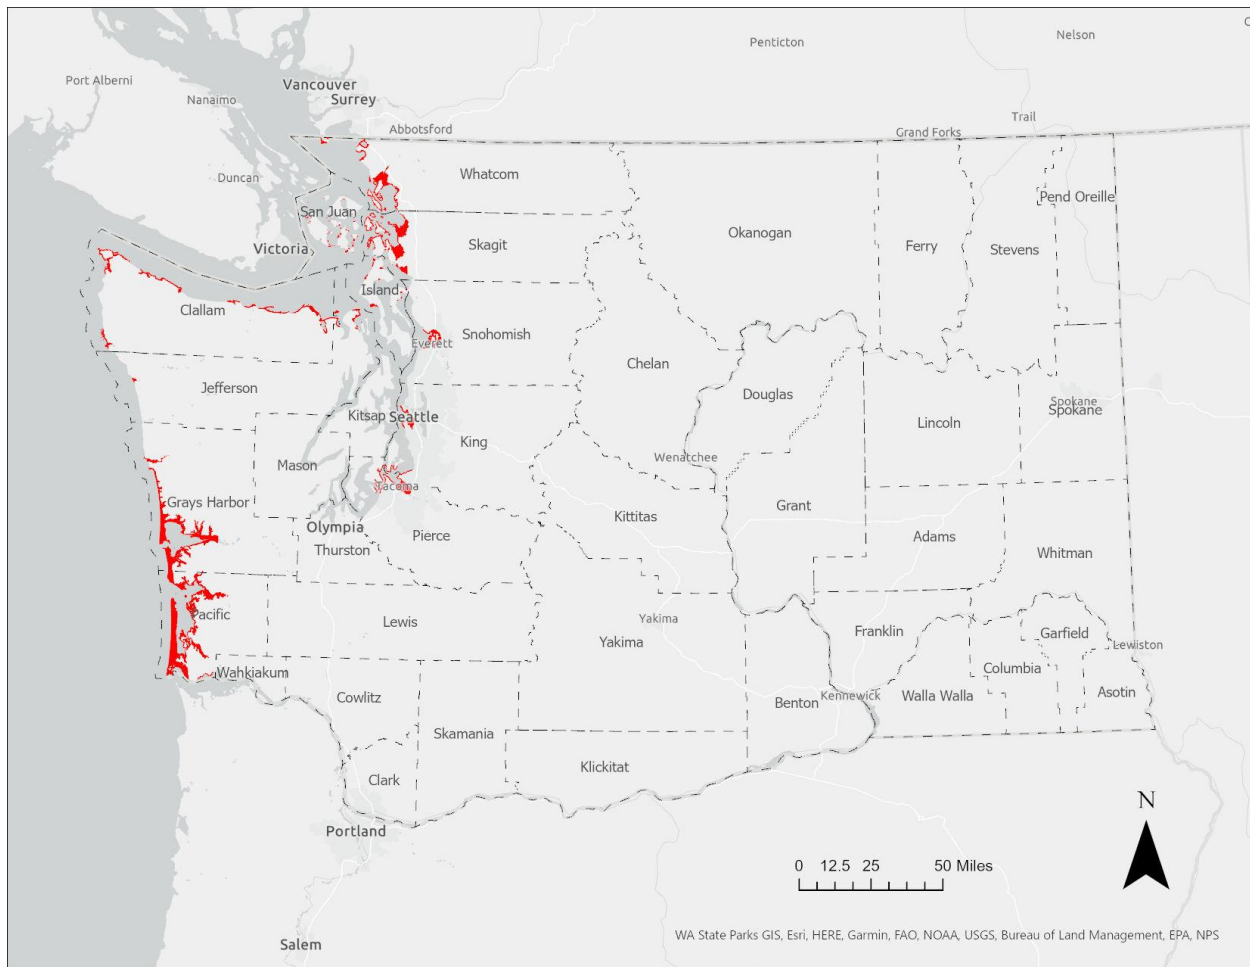 Penticton
Nelson
Port Alberni
Vancouver
Surrey
Nanaimo
Trail
Abbotsford
Grand Forks
Duncan
Whatcom
San Juan
Okanogan
Ferry
Stevens
Pend Oreille
Victoria
Skagit
Island
Clallam
Snohomish
Everett
Chelan
Jefferson
Douglas
Kitsap
Seattle
Lincoln
Spokane
Spokane
King
Wenatchee
Mason
Tacoma
Grays Harbor
Grant
Kittitas
Olympia
Pierce
Adams
Thurston
Whitman
Pacific
Lewis
Yakima
Yakima
Franklin
Garfield
Lewiston
Columbia
Wahkiakum
Cowlitz
Benton
Kennewick
Walla Walla
Asotin
Skamania
Klickitat
Clark
N
Portland
0 12.5 25 50 Miles
WA State Parks GIS, Esri, HERE, Garmin, FAO, NOAA, USGS, Bureau of Land Management, EPA, NPS
Salem